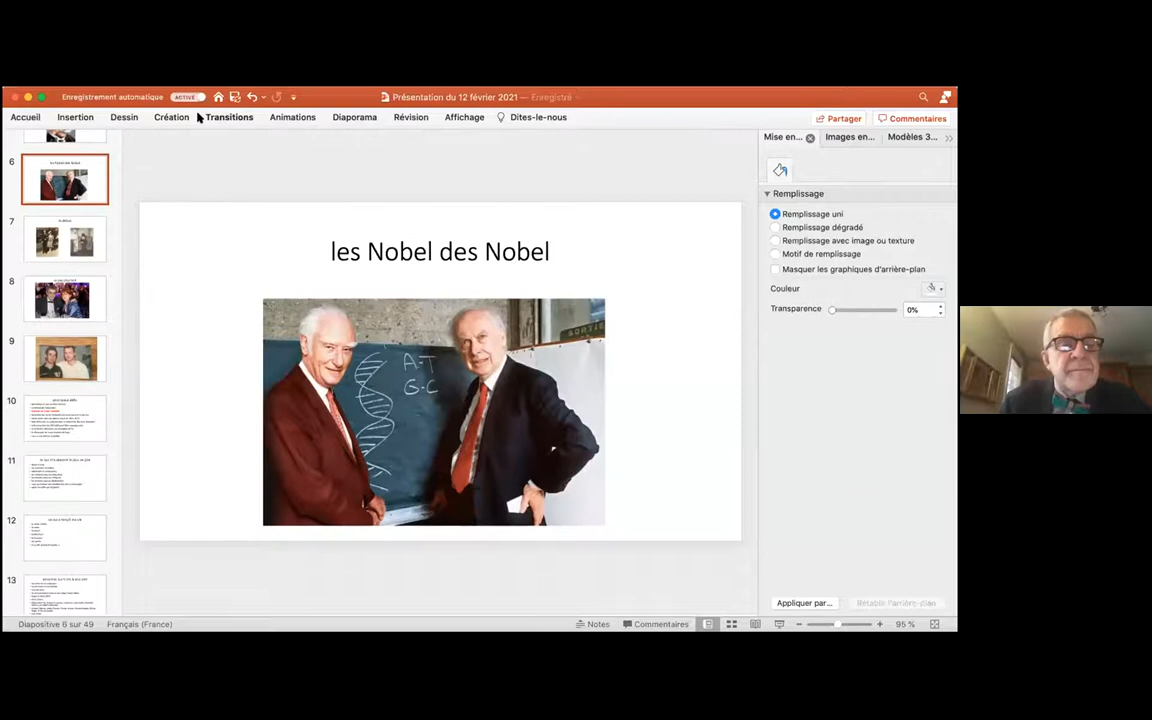 Enregistrement automatique ACTIVÉ
Présentation du 12 février 2021 — Enregistré
Accueil Insertion Dessin Création Transitions Animations Diaporama Révision Affichage Dites-le-nous
Partager Commentaires
Mise en... Images en... Modèles 3...
6
7
8
9
10
11
12
13
les Nobel des Nobel
A-T
G-C
SORTIE
Remplissage
Remplissage uni
Remplissage dégradé
Remplissage avec image ou texture
Motif de remplissage
Masquer les graphiques d'arrière-plan
Couleur
Transparence 0%
Appliquer par... Rétablir l'arrière-plan
Diapositive 6 sur 49 Français (France) Notes Commentaires 95 %